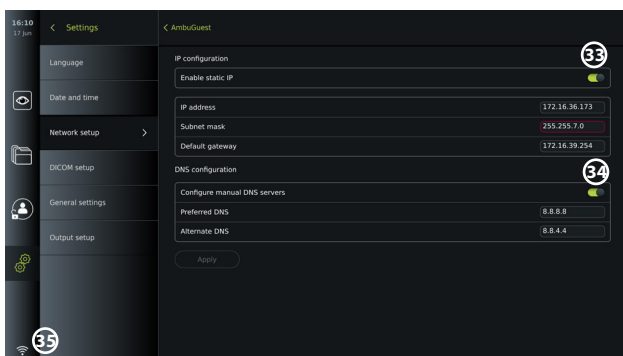 16:10
17 Jun
< Settings
< AmbuGuest
Language
Date and time
Network setup >
DICOM setup
General settings
Output setup
IP configuration
33
Enable static IP
IP address 172.16.36.173
Subnet mask 255.255.7.0
Default gateway 172.16.39.254
DNS configuration
34
Configure manual DNS servers
Preferred DNS 8.8.8.8
Alternate DNS 8.8.4.4
Apply
35